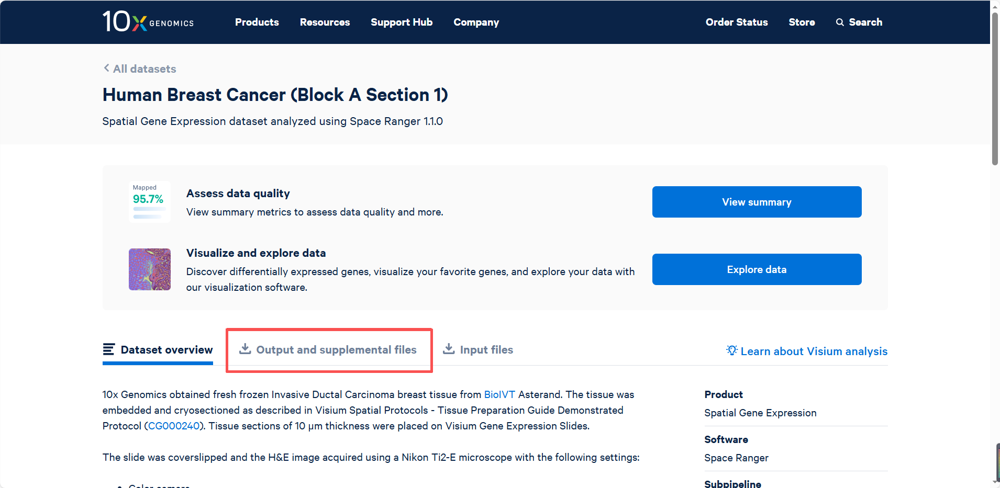 10x GENOMICS
Products
Resources
Support Hub
Company
Order Status
Store
Search
All datasets
Human Breast Cancer (Block A Section 1)
Spatial Gene Expression dataset analyzed using Space Ranger 1.1.0
Mapped
95.7%
Assess data quality
View summary metrics to assess data quality and more.
View summary
Visualize and explore data
Discover differentially expressed genes, visualize your favorite genes, and explore your data with
our visualization software.
Explore data
Dataset overview
Output and supplemental files
Input files
Learn about Visium analysis
10x Genomics obtained fresh frozen Invasive Ductal Carcinoma breast tissue from BioIVT Asterand. The tissue was
embedded and cryosectioned as described in Visium Spatial Protocols - Tissue Preparation Guide Demonstrated
Protocol (CG000240). Tissue sections of 10 µm thickness were placed on Visium Gene Expression Slides.
The slide was coverslipped and the H&E image acquired using a Nikon Ti2-E microscope with the following settings:
• Color camera
Product
Spatial Gene Expression
Software
Space Ranger
Subpipeline